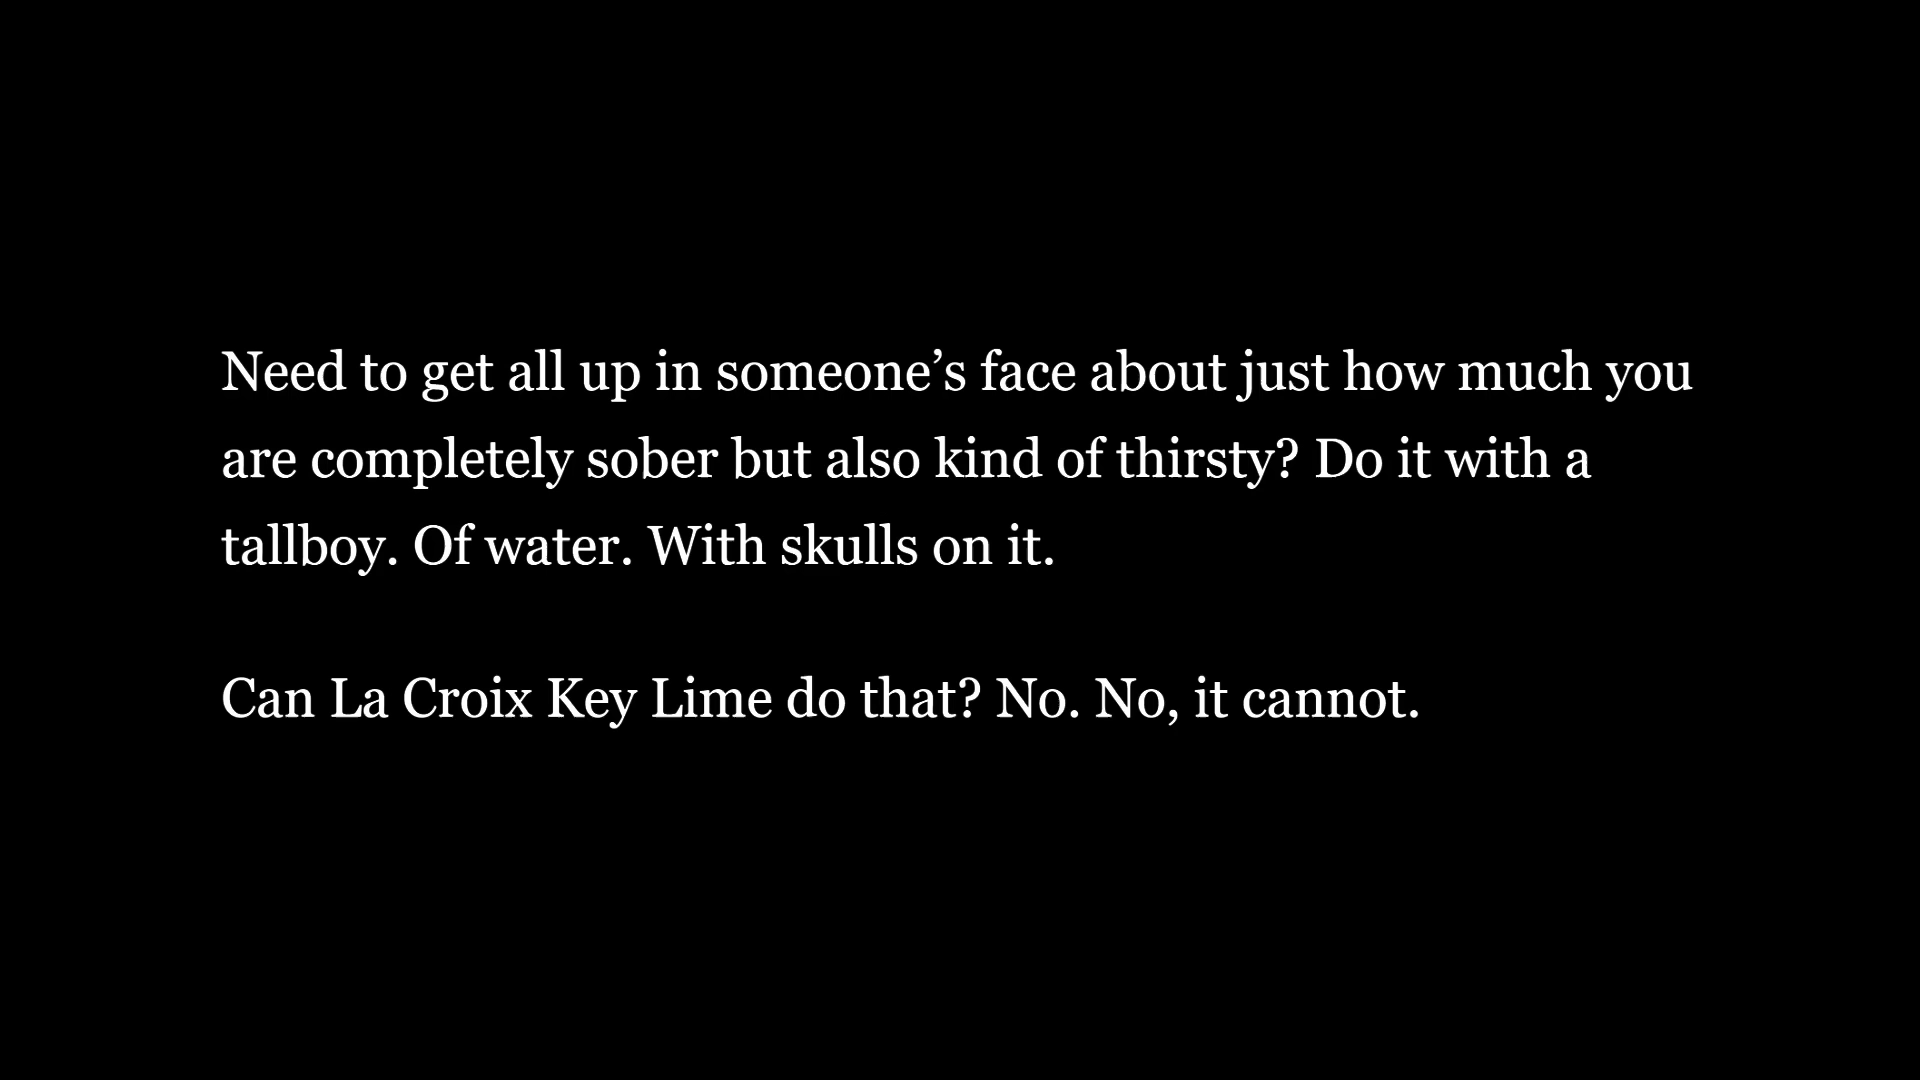 Need to get all up in someone’s face about just how much you
are completely sober but also kind of thirsty? Do it with a
tallboy. Of water. With skulls on it.
Can La Croix Key Lime do that? No. No, it cannot.